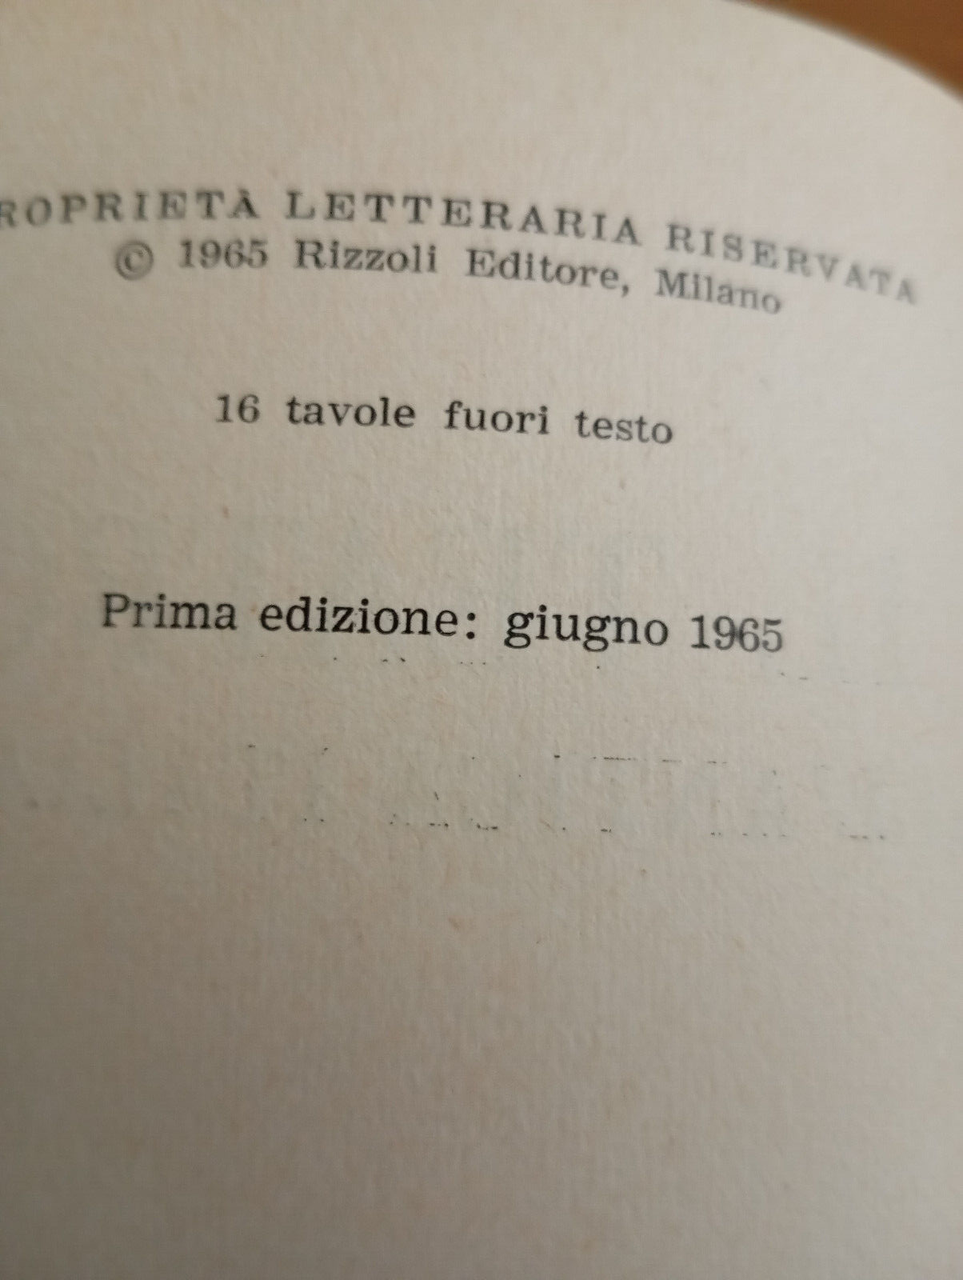 ROPRIETÀ LETTERARIA RISERVATA
© 1965 Rizzoli Editore, Milano
16 tavole fuori testo
Prima edizione: giugno 1965